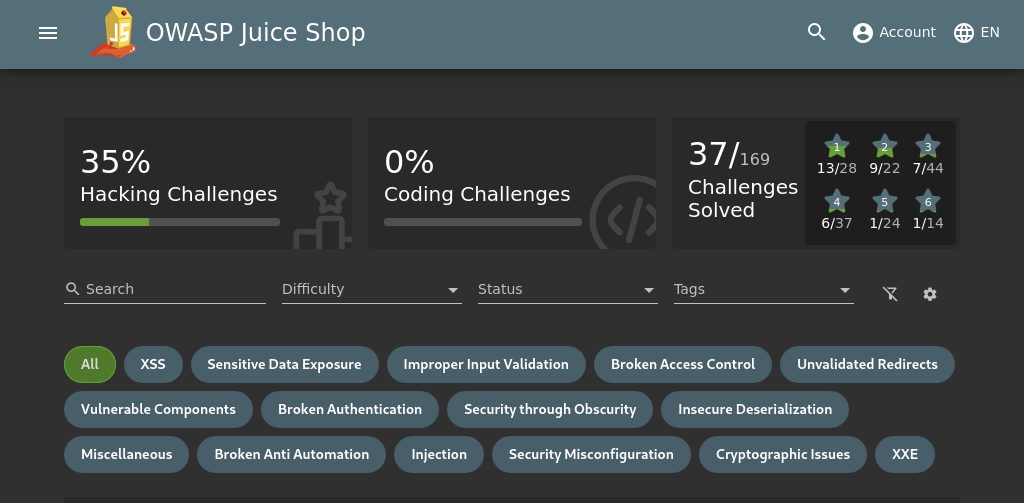 OWASP Juice Shop
Account
EN
35%
Hacking Challenges
0%
Coding Challenges
37/169
Challenges
Solved
1 2 3
13/28 9/22 7/44
4 5 6
6/37 1/24 1/14
Search
Difficulty
Status
Tags
All XSS Sensitive Data Exposure Improper Input Validation Broken Access Control Unvalidated Redirects
Vulnerable Components Broken Authentication Security through Obscurity Insecure Deserialization
Miscellaneous Broken Anti Automation Injection Security Misconfiguration Cryptographic Issues XXE